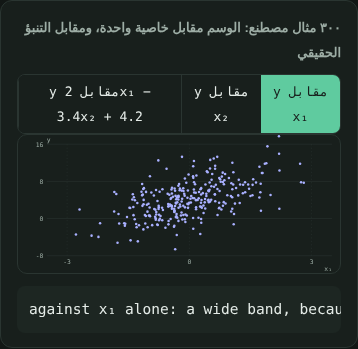 ٣٠٠ مثال مصطنع: الوسم مقابل خاصية واحدة، ومقابل التنبؤ
الحقيقي
y مقابل
x₁
y مقابل
x₂
y مقابل 2x₁ −
3.4x₂ + 4.2
y
16
8
0
-8
-3
0
3
x₁
against x₁ alone: a wide band, becau